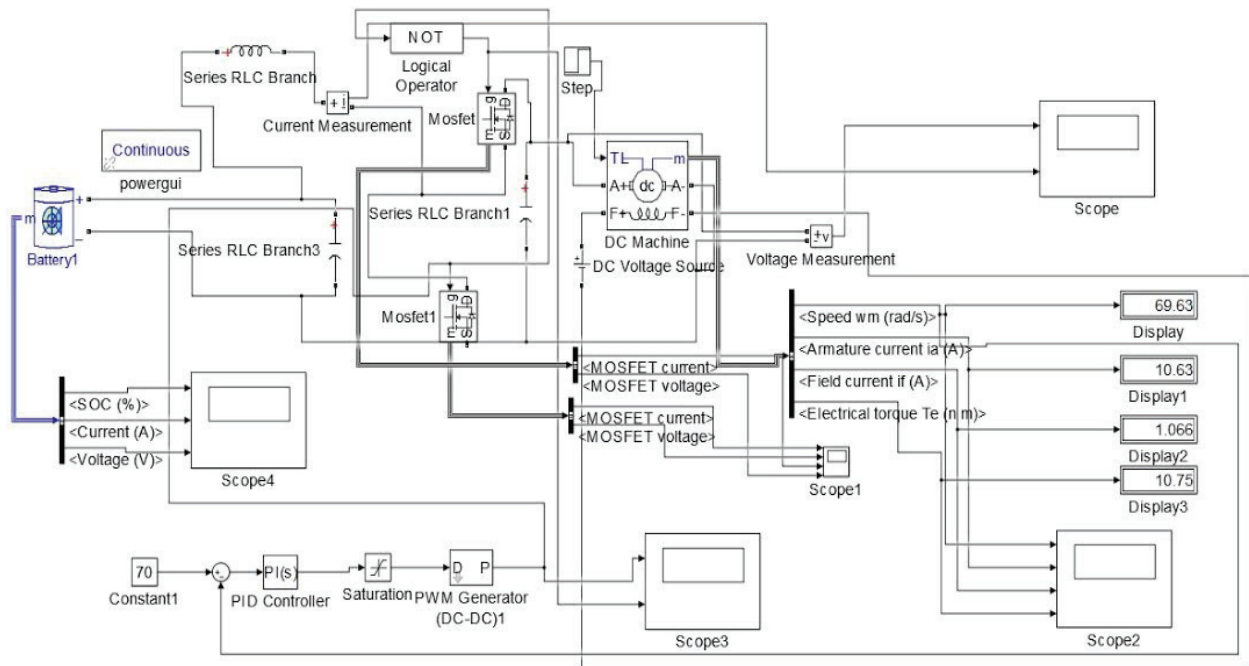 NOT
Logical
Operator
Series RLC Branch
+ i
Current Measurement
Step
g D
Mosfet
m S
Continuous
powergui
TL m
A+ dc A-
F+ F-
DC Machine
Scope
+
m
Battery1
Series RLC Branch3
Series RLC Branch1
DC Voltage Source
+v
Voltage Measurement
g D
Mosfet1
m S
<Speed wm (rad/s)>
69.63
Display
<Armature current ia (A)>
10.63
Display1
<MOSFET current>
<MOSFET voltage>
<Field current if (A)>
<Electrical torque Te (n m)>
1.066
Display2
<MOSFET current>
<MOSFET voltage>
10.75
Display3
<SOC (%)>
<Current (A)>
<Voltage (V)>
Scope4
Scope1
70
Constant1
PI(s)
PID Controller
Saturation
D P
PWM Generator
(DC-DC)1
Scope3
Scope2